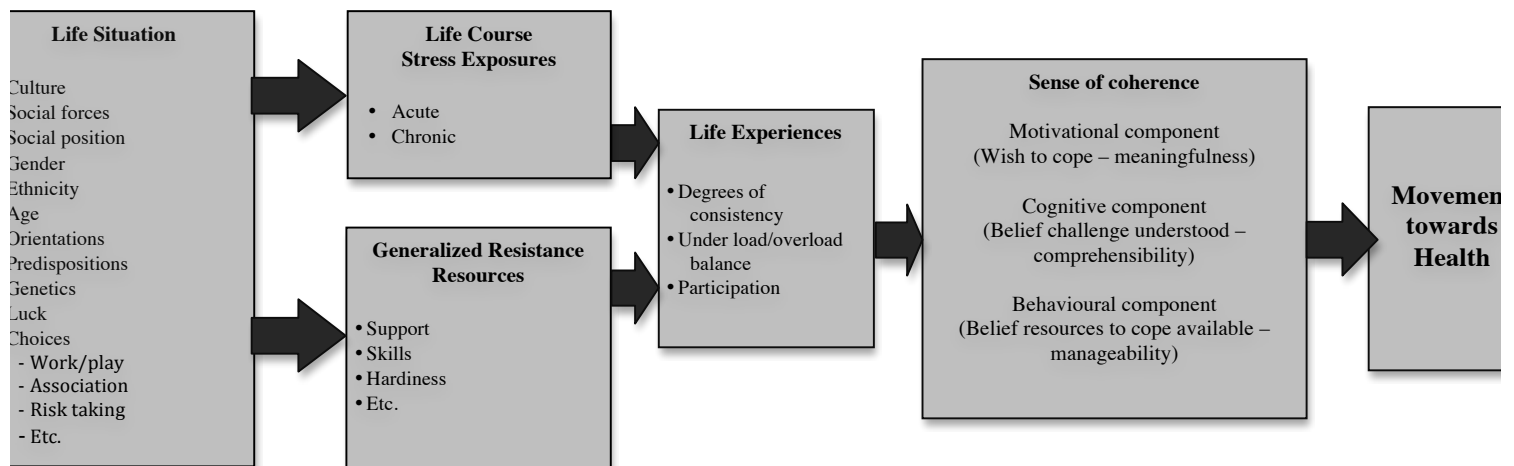 Life Situation
Culture
Social forces
Social position
Gender
Ethnicity
Age
Orientations
Predispositions
Genetics
Luck
Choices
- Work/play
- Association
- Risk taking
- Etc.
Life Course
Stress Exposures
• Acute
• Chronic
Generalized Resistance
Resources
• Support
• Skills
• Hardiness
• Etc.
Life Experiences
• Degrees of
consistency
• Under load/overload
balance
• Participation
Sense of coherence
Motivational component
(Wish to cope – meaningfulness)
Cognitive component
(Belief challenge understood –
comprehensibility)
Behavioural component
(Belief resources to cope available –
manageability)
Movemen
towards
Health